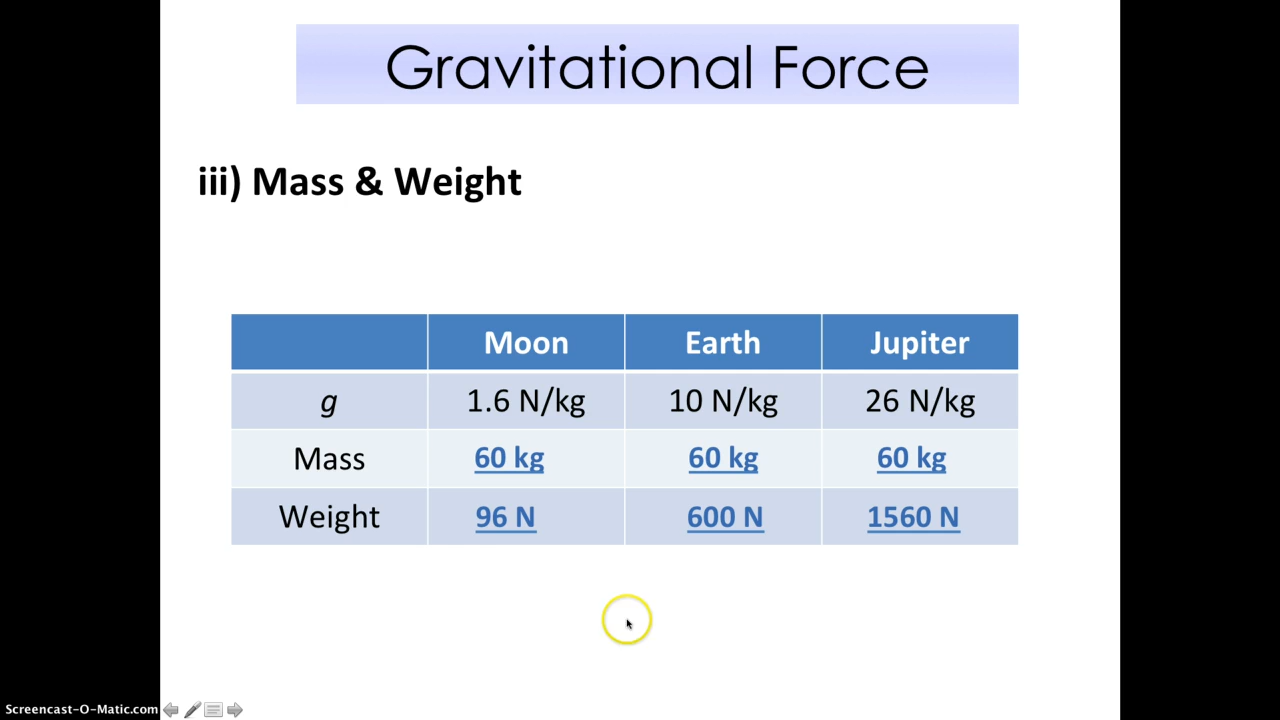 Gravitational Force
iii) Mass & Weight
Moon Earth Jupiter
g 1.6 N/kg 10 N/kg 26 N/kg
Mass 60 kg 60 kg 60 kg
Weight 96 N 600 N 1560 N
Screencast-O-Matic.com